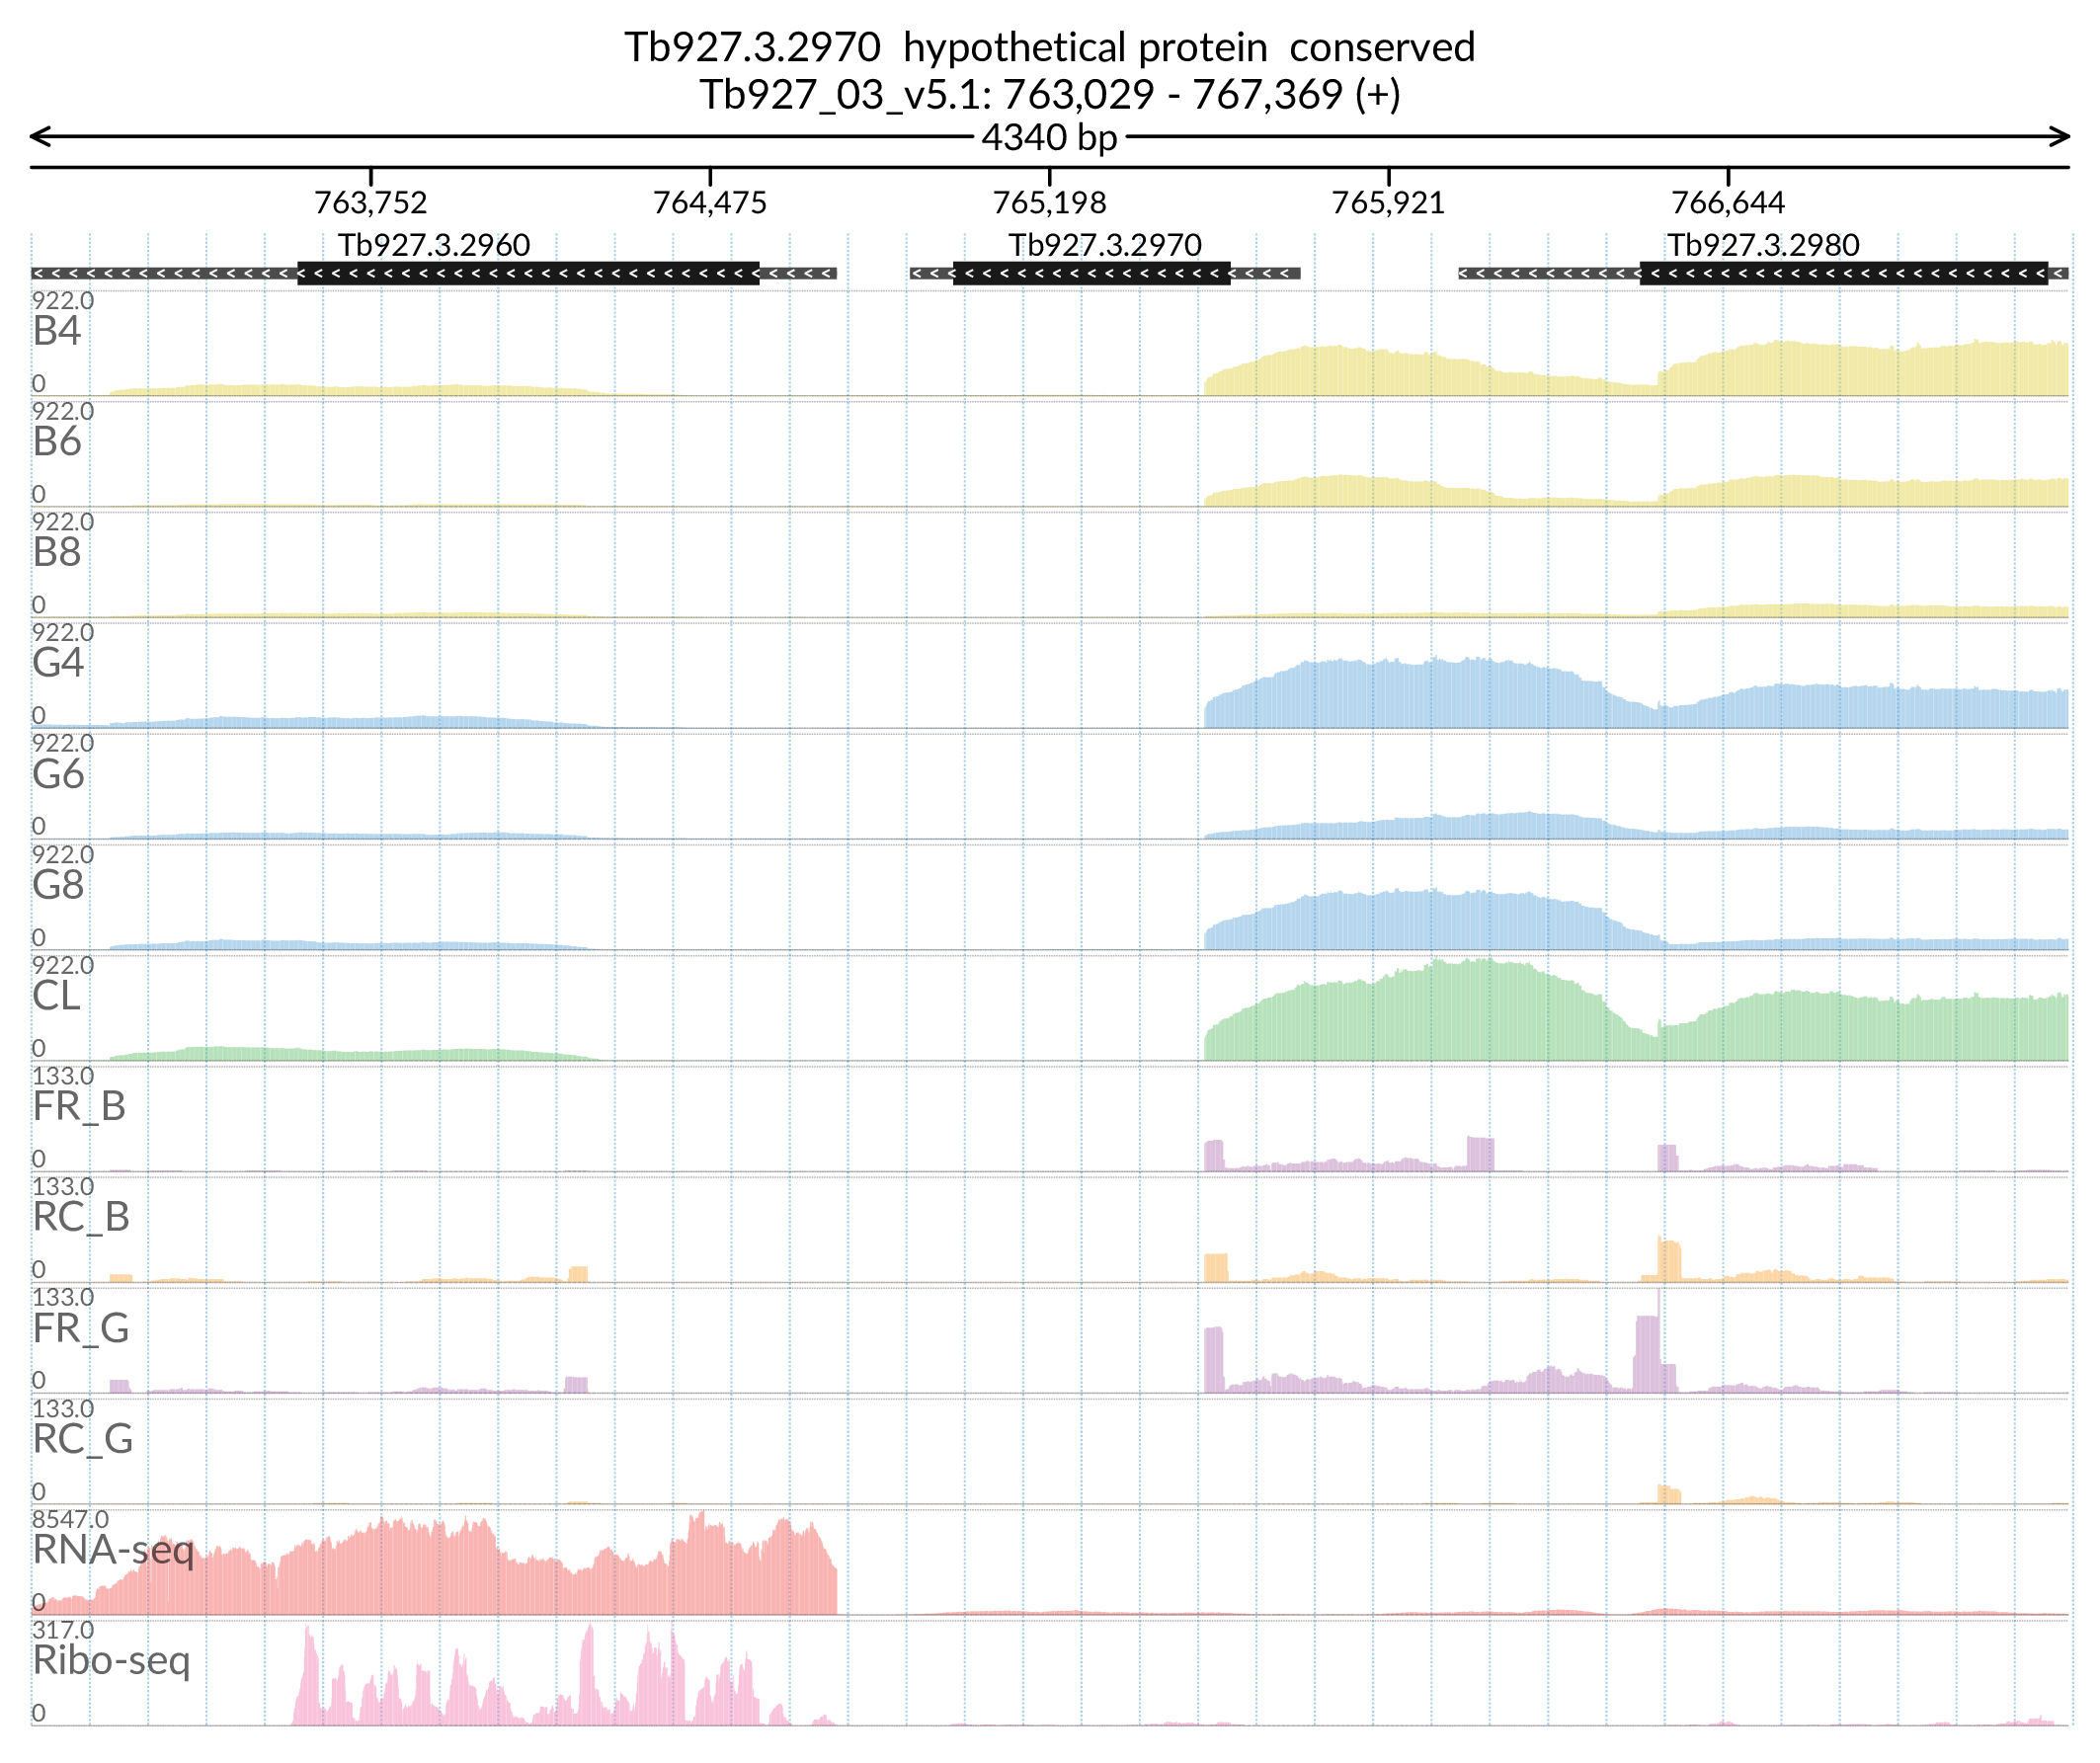 Tb927.3.2970 hypothetical protein conserved
Tb927_03_v5.1: 763,029 - 767,369 (+)
4340 bp
763,752 764,475 765,198 765,921 766,644
Tb927.3.2960 Tb927.3.2970 Tb927.3.2980
922.0
B4
0
922.0
B6
0
922.0
B8
0
922.0
G4
0
922.0
G6
0
922.0
G8
0
922.0
CL
0
133.0
FR_B
0
133.0
RC_B
0
133.0
FR_G
0
133.0
RC_G
0
8547.0
RNA-seq
0
317.0
Ribo-seq
0